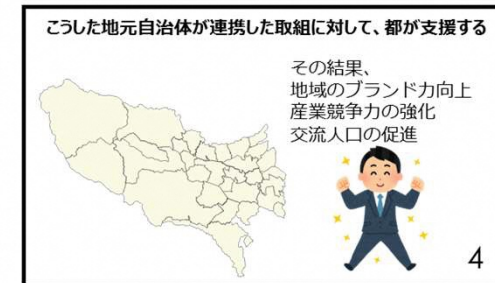 こうした地元自治体が連携した取組に対して、都が支援する
その結果、
地域のブランド力向上
産業競争力の強化
交流人口の促進
4